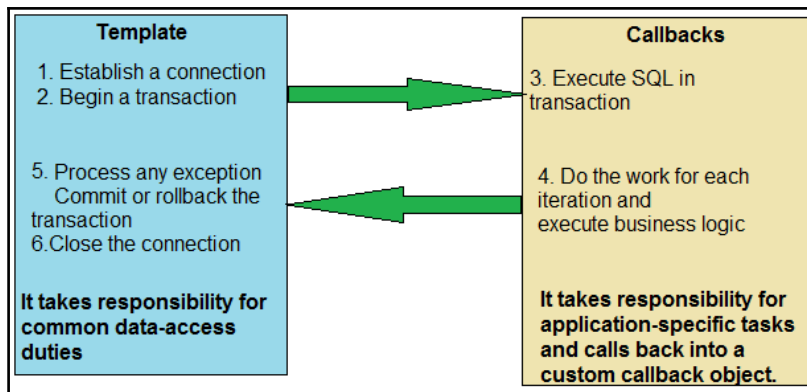 Template
1. Establish a connection
2. Begin a transaction
5. Process any exception
Commit or rollback the
transaction
6.Close the connection
It takes responsibility for
common data-access
duties
Callbacks
3. Execute SQL in
transaction
4. Do the work for each
iteration and
execute business logic
It takes responsibility for
application-specific tasks
and calls back into a
custom callback object.